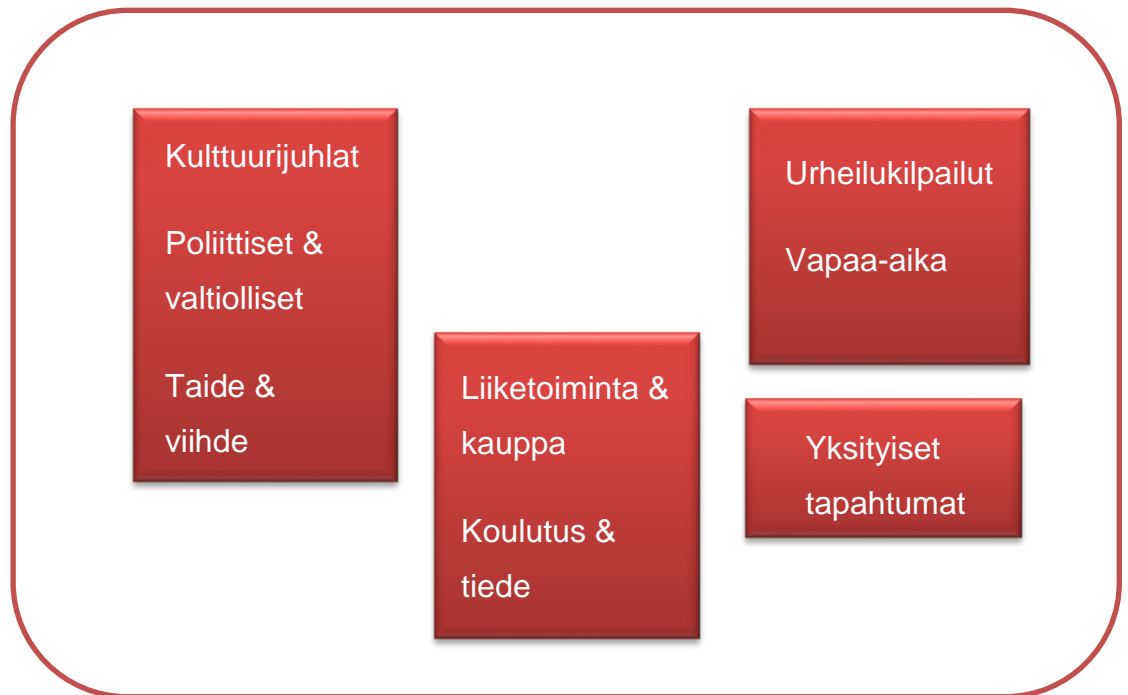 Kulttuurijuhlat
Poliittiset &
valtiolliset
Taide &
viihde
Liiketoiminta &
kauppa
Koulutus &
tiede
Urheilukilpailut
Vapaa-aika
Yksityiset
tapahtumat